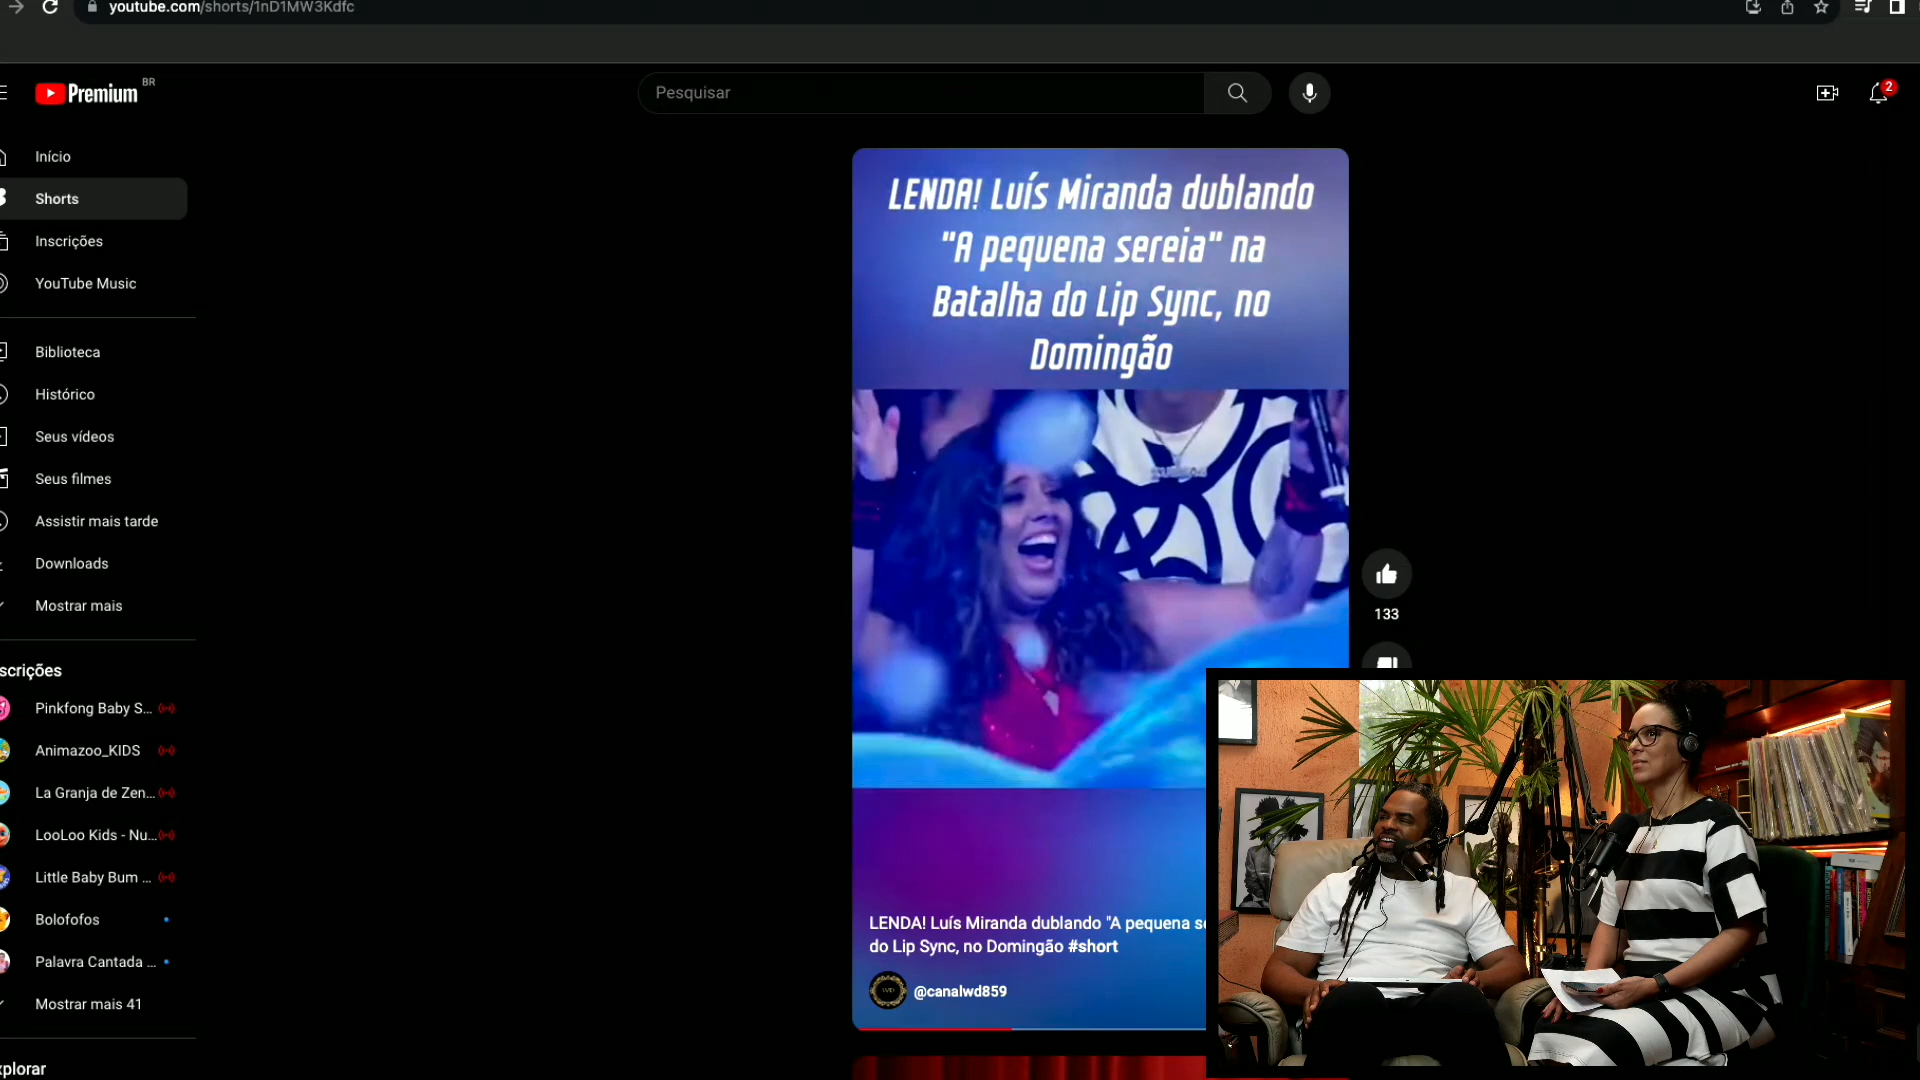 youtube.com/shorts/1nD1MW3Kdfc
Premium BR
Pesquisar
2
Início
Shorts
Inscrições
YouTube Music
Biblioteca
Histórico
Seus vídeos
Seus filmes
Assistir mais tarde
Downloads
Mostrar mais
scrições
Pinkfong Baby S...
Animazoo_KIDS
La Granja de Zen...
LooLoo Kids - Nu...
Little Baby Bum ...
Bolofofos
Palavra Cantada ...
Mostrar mais 41
xplorar
LENDA! Luís Miranda dublando
"A pequena sereia" na
Batalha do Lip Sync, no
Domingão
133
LENDA! Luís Miranda dublando "A pequena se
do Lip Sync, no Domingão #short
WD
@canalwd859